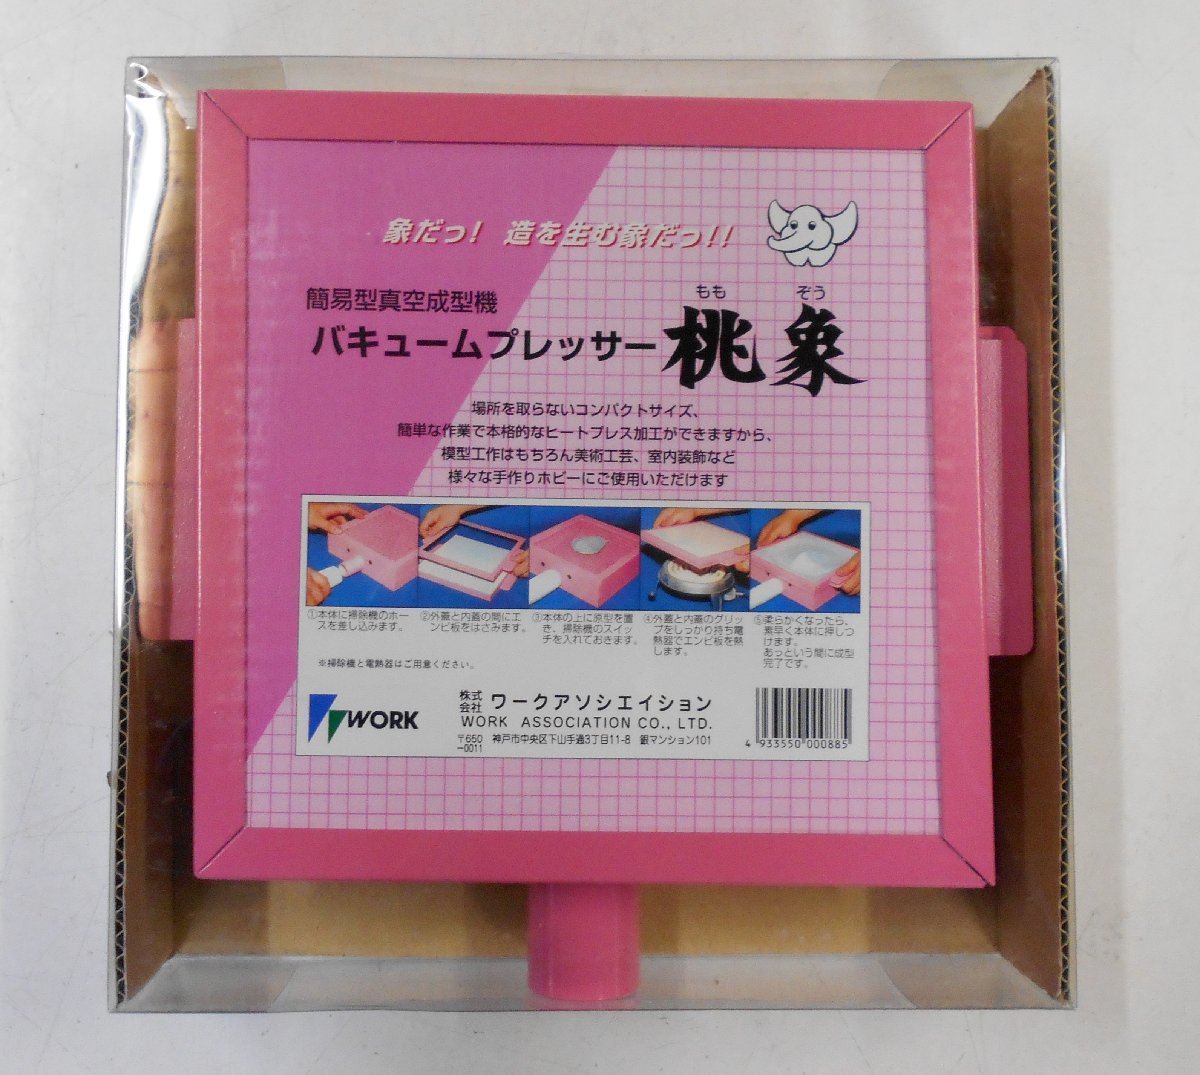 象だっ! 造を生む象だっ!!
簡易型真空成型機
もも ぞう
バキュームプレッサー 桃象
場所を取らないコンパクトサイズ、
簡単な作業で本格的なヒートプレス加工ができますから、
模型工作はもちろん美術工芸、室内装飾など
様々な手作りホビーにご使用いただけます
①本体に掃除機のホー
スを差し込みます。
②外蓋と内蓋の間にエ
ンビ板をはさみます。
③本体の上に原型を置
き、掃除機のスイッ
チを入れておきます。
④外蓋と内蓋のグリッ
プをしっかり持ち電
熱器でエンビ板を熱
します。
⑤柔らかくなったら、
素早く本体に押しつ
けます。
あっという間に成型
完了です。
※掃除機と電熱器はご用意ください。
WORK
株式
会社 ワークアソシエイション
WORK ASSOCIATION CO., LTD.
〒650
-0011 神戸市中央区下山手通3丁目11-8 銀マンション101
4 933550 000885